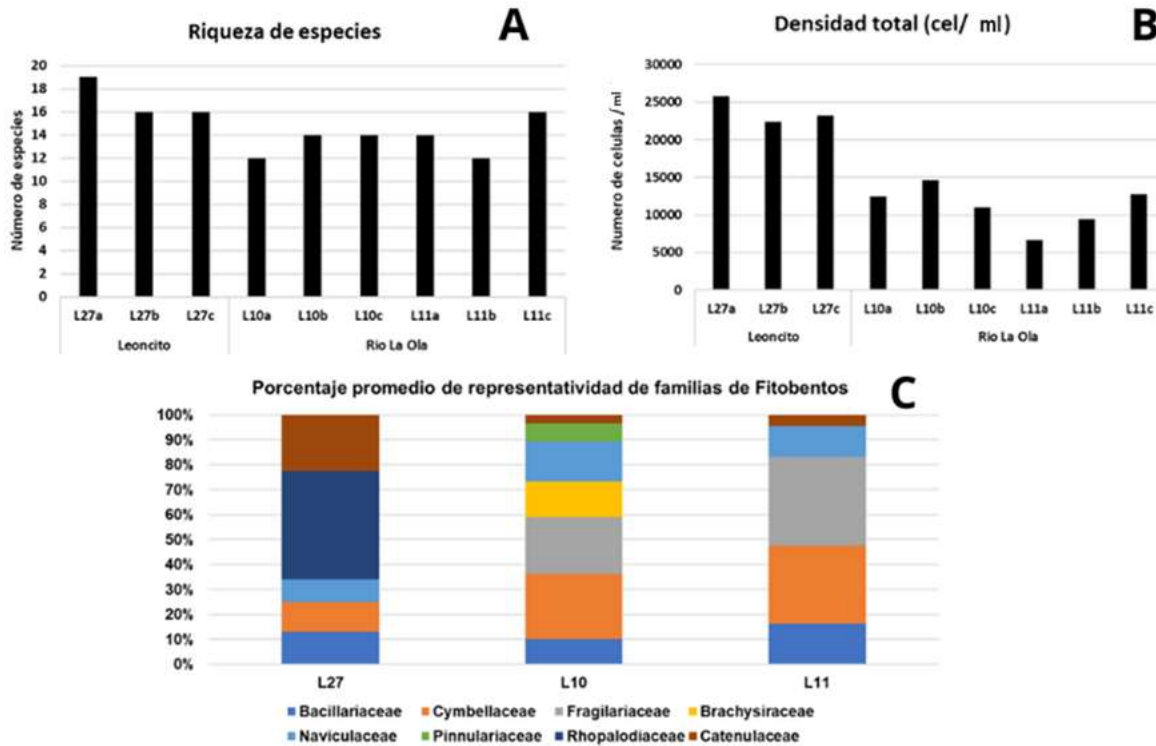 Riqueza de especies
A
Número de especies
20
18
16
14
12
10
8
6
4
2
0
L27a L27b L27c L10a L10b L10c L11a L11b L11c
Leoncito Rio La Ola
Densidad total (cel/ ml)
B
Numero de celulas / ml
30000
25000
20000
15000
10000
5000
0
L27a L27b L27c L10a L10b L10c L11a L11b L11c
Leoncito Rio La Ola
Porcentaje promedio de representatividad de familias de Fitobentos
C
100%
90%
80%
70%
60%
50%
40%
30%
20%
10%
0%
L27 L10 L11
Bacillariaceae Cymbellaceae Fragilariaceae Brachysiraceae
Naviculaceae Pinnulariaceae Rhopalodiaceae Catenulaceae